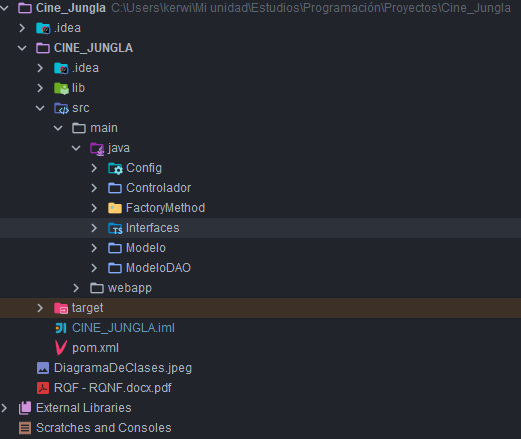 Cine_Jungla C:\Users\kerwi\Mi unidad\Estudios\Programación\Proyectos\Cine_Jungla
.idea
CINE_JUNGLA
.idea
lib
src
main
java
Config
Controlador
FactoryMethod
TS Interfaces
Modelo
ModeloDAO
webapp
target
CINE_JUNGLA.iml
pom.xml
DiagramaDeClases.jpeg
RQF - RQNF.docx.pdf
External Libraries
Scratches and Consoles